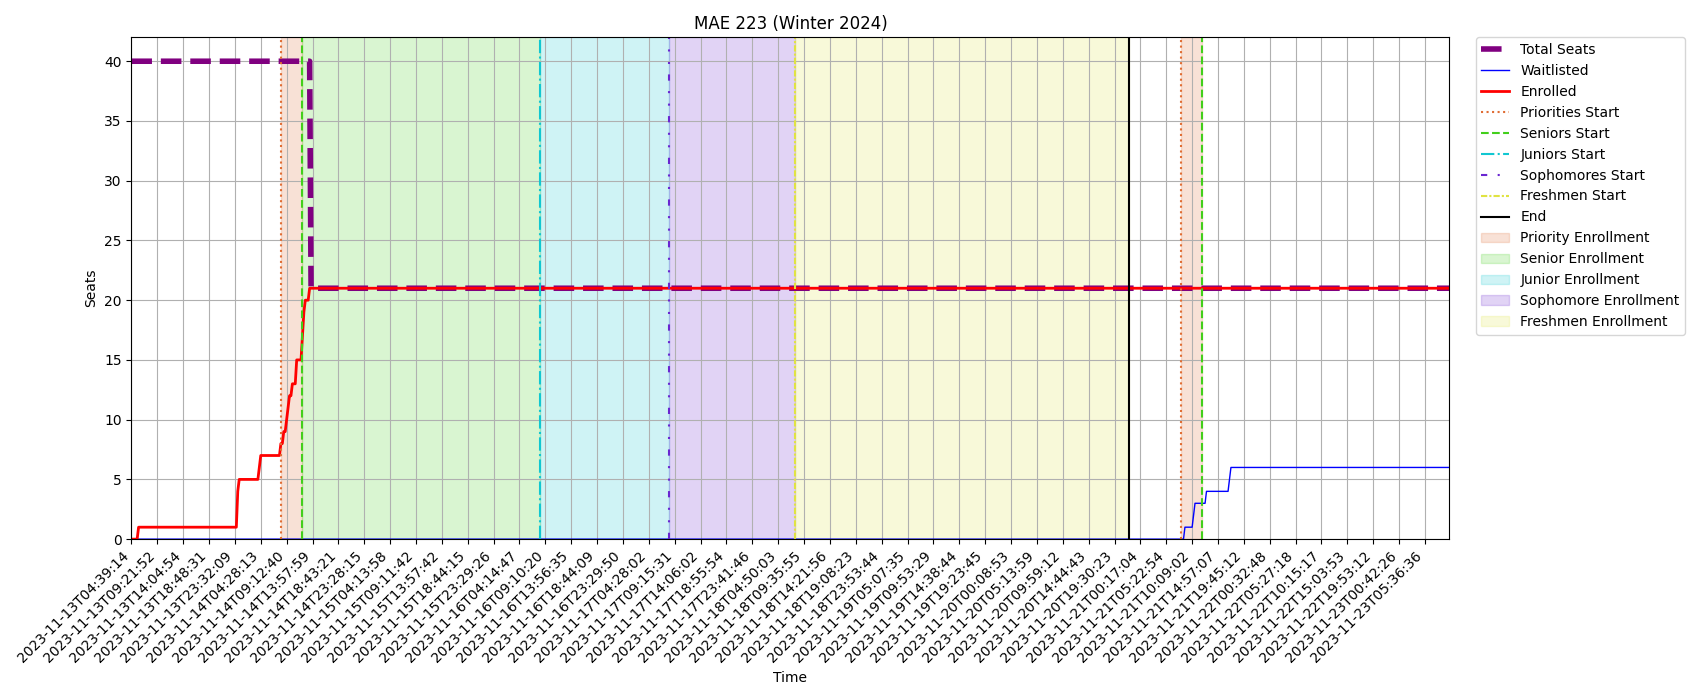 MAE 223 (Winter 2024)
Seats
40
35
30
25
20
15
10
5
0
2023-11-13T04:39:14
2023-11-13T09:21:52
2023-11-13T14:04:54
2023-11-13T18:48:31
2023-11-13T23:32:09
2023-11-14T04:28:13
2023-11-14T09:12:40
2023-11-14T13:57:59
2023-11-14T18:43:21
2023-11-14T23:28:15
2023-11-15T04:13:58
2023-11-15T09:11:42
2023-11-15T13:57:42
2023-11-15T18:44:15
2023-11-15T23:29:26
2023-11-16T04:14:47
2023-11-16T09:10:20
2023-11-16T13:56:35
2023-11-16T18:44:09
2023-11-16T23:29:50
2023-11-17T04:28:02
2023-11-17T09:15:31
2023-11-17T14:06:02
2023-11-17T18:55:54
2023-11-17T23:41:46
2023-11-18T04:50:03
2023-11-18T09:35:55
2023-11-18T14:21:56
2023-11-18T19:08:23
2023-11-18T23:53:44
2023-11-19T05:07:35
2023-11-19T09:53:29
2023-11-19T14:38:44
2023-11-19T19:23:45
2023-11-20T00:08:53
2023-11-20T05:13:59
2023-11-20T09:59:12
2023-11-20T14:44:43
2023-11-20T19:30:23
2023-11-21T00:17:04
2023-11-21T05:22:54
2023-11-21T10:09:02
2023-11-21T14:57:07
2023-11-21T19:45:12
2023-11-22T00:32:48
2023-11-22T05:27:18
2023-11-22T10:15:17
2023-11-22T15:03:53
2023-11-22T19:53:12
2023-11-23T00:42:26
2023-11-23T05:36:36
Time
Total Seats
Waitlisted
Enrolled
Priorities Start
Seniors Start
Juniors Start
Sophomores Start
Freshmen Start
End
Priority Enrollment
Senior Enrollment
Junior Enrollment
Sophomore Enrollment
Freshmen Enrollment